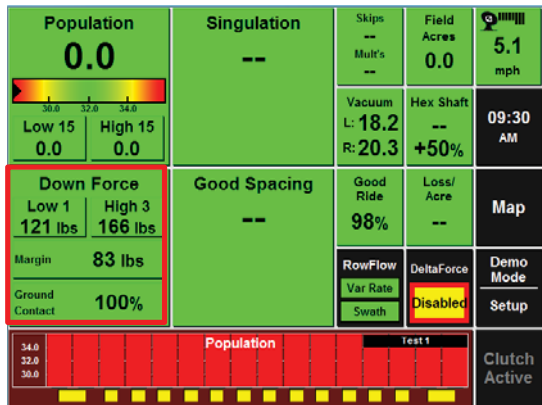 Population
0.0
30.0 32.0 34.0
Low 15 High 15
0.0 0.0
Singulation
--
Skips
--
Mult's
--
Field
Acres
0.0
5.1
mph
Vacuum
L: 18.2
R: 20.3
Hex Shaft
--
+50%
09:30
AM
Down Force
Low 1 High 3
121 lbs 166 lbs
Margin 83 lbs
Ground
Contact 100%
Good Spacing
--
Good
Ride
98%
Loss/
Acre
--
Map
RowFlow
Var Rate
Swath
DeltaForce
Disabled
Demo
Mode
Setup
Population
Test 1
34.0
32.0
30.0
Clutch
Active